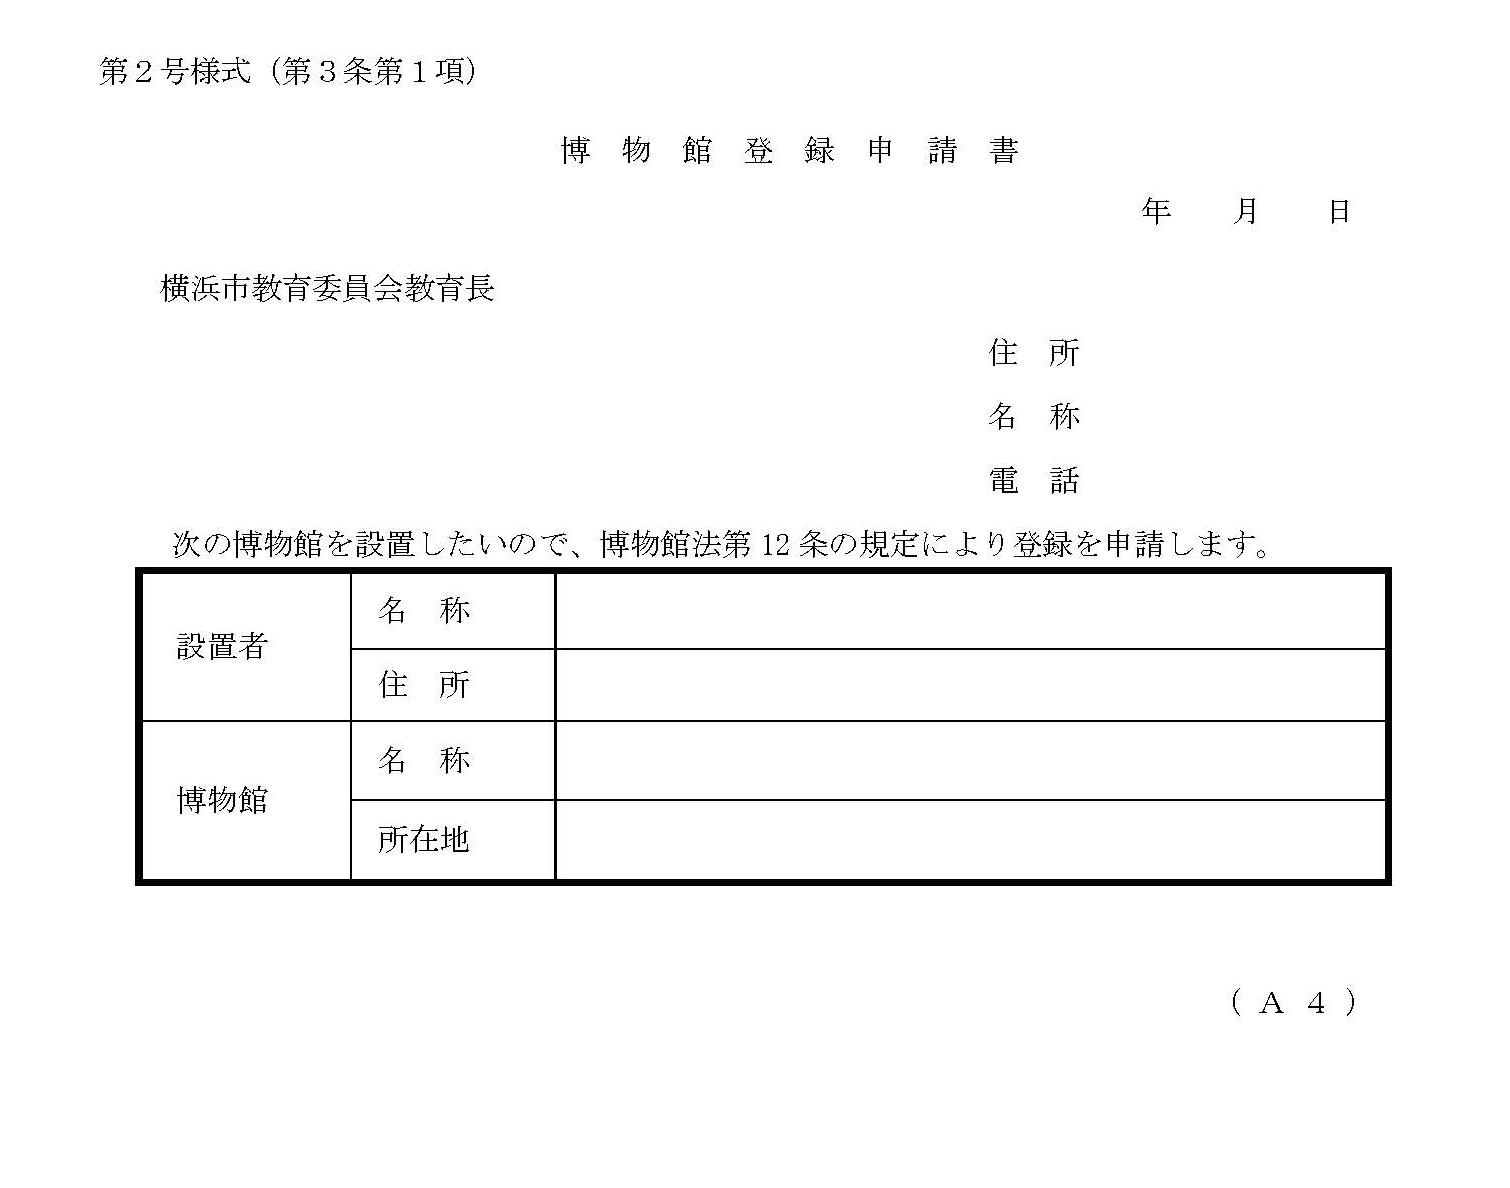 第２号様式（第３条第１項）
博　物　館　登　録　申　請　書
年　　月　　日
横浜市教育委員会教育長
住　所
名　称
電　話
次の博物館を設置したいので、博物館法第 12 条の規定により登録を申請します。
設置者
名　称
住　所
博物館
名　称
所在地
（ Ａ ４ ）